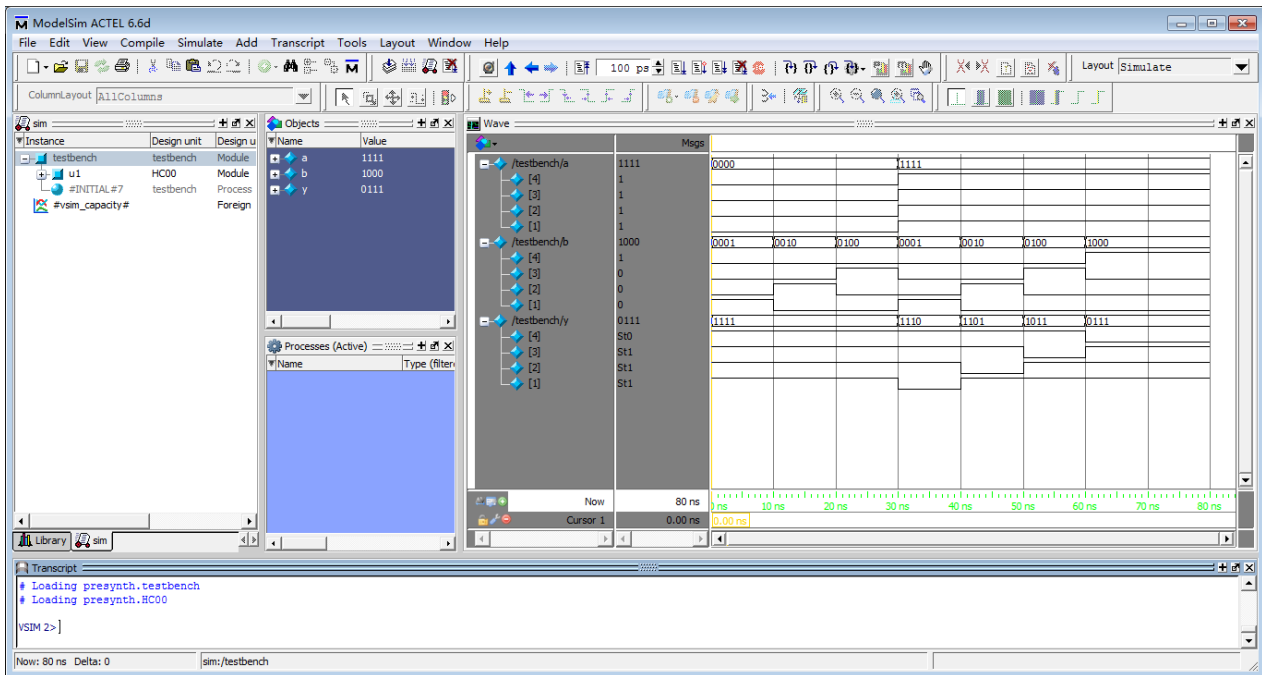 ModelSim ACTEL 6.6d
File Edit View Compile Simulate Add Transcript Tools Layout Window Help
100 ps Layout Simulate
ColumnLayout AllColumns
sim Objects Wave
Instance Design unit Design u Name Value Msgs
testbench testbench Module a 1111 /testbench/a 1111 0000 1111
u1 HC00 Module b 1000 [4] 1
#INITIAL#7 testbench Process y 0111 [3] 1
#vsim_capacity# Foreign [2] 1
[1] 1
/testbench/b 1000 0001 0010 0100 0001 0010 0100 1000
[4] 1
[3] 0
[2] 0
[1] 0
/testbench/y 0111 1111 1110 1101 1011 0111
[4] St0
Processes (Active) [3] St1
Name Type (filter [2] St1
[1] St1
Now 80 ns ns 10 ns 20 ns 30 ns 40 ns 50 ns 60 ns 70 ns 80 ns
Cursor 1 0.00 ns 0.00 ns
Library sim
Transcript
# Loading presynth.testbench
# Loading presynth.HC00
VSIM 2>
Now: 80 ns Delta: 0 sim:/testbench